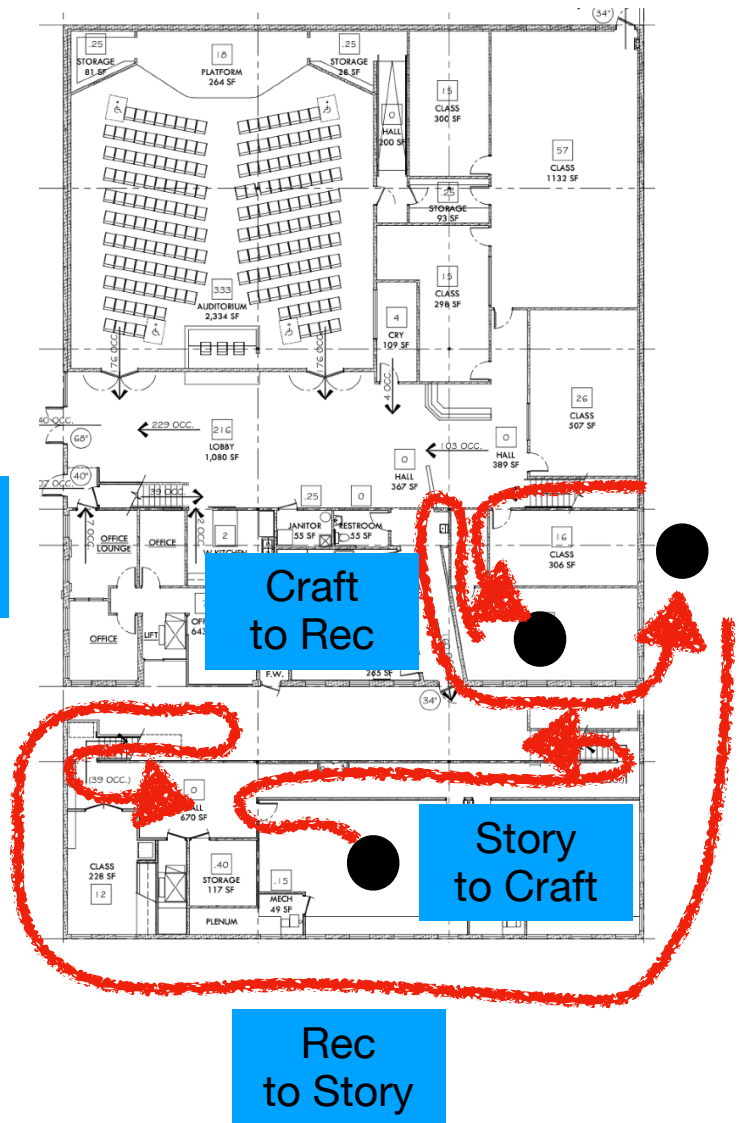 34"
.25
STORAGE
81 SF
18
PLATFORM
264 SF
.25
STORAGE
28 SF
0
HALL
200 SF
15
CLASS
300 SF
57
CLASS
1132 SF
.25
STORAGE
93 SF
15
CLASS
298 SF
333
AUDITORIUM
2,334 SF
4
CRY
109 SF
176 OCC.
176 OCC.
4 OCC.
26
CLASS
507 SF
229 OCC.
216
LOBBY
1,080 SF
103 OCC.
0
HALL
367 SF
0
HALL
389 SF
40 OCC.
68"
40"
39 OCC.
.25
0
JANITOR
55 SF
RESTROOM
55 SF
OFFICE
LOUNGE
OFFICE
2
W.KITCHEN
16
CLASS
306 SF
Craft
to Rec
OFFICE
LIFT
265 SF
F.W.
34"
(39 OCC.)
0
670 SF
Story
to Craft
CLASS
228 SF
12
.40
STORAGE
117 SF
.15
MECH
49 SF
PLENUM
Rec
to Story